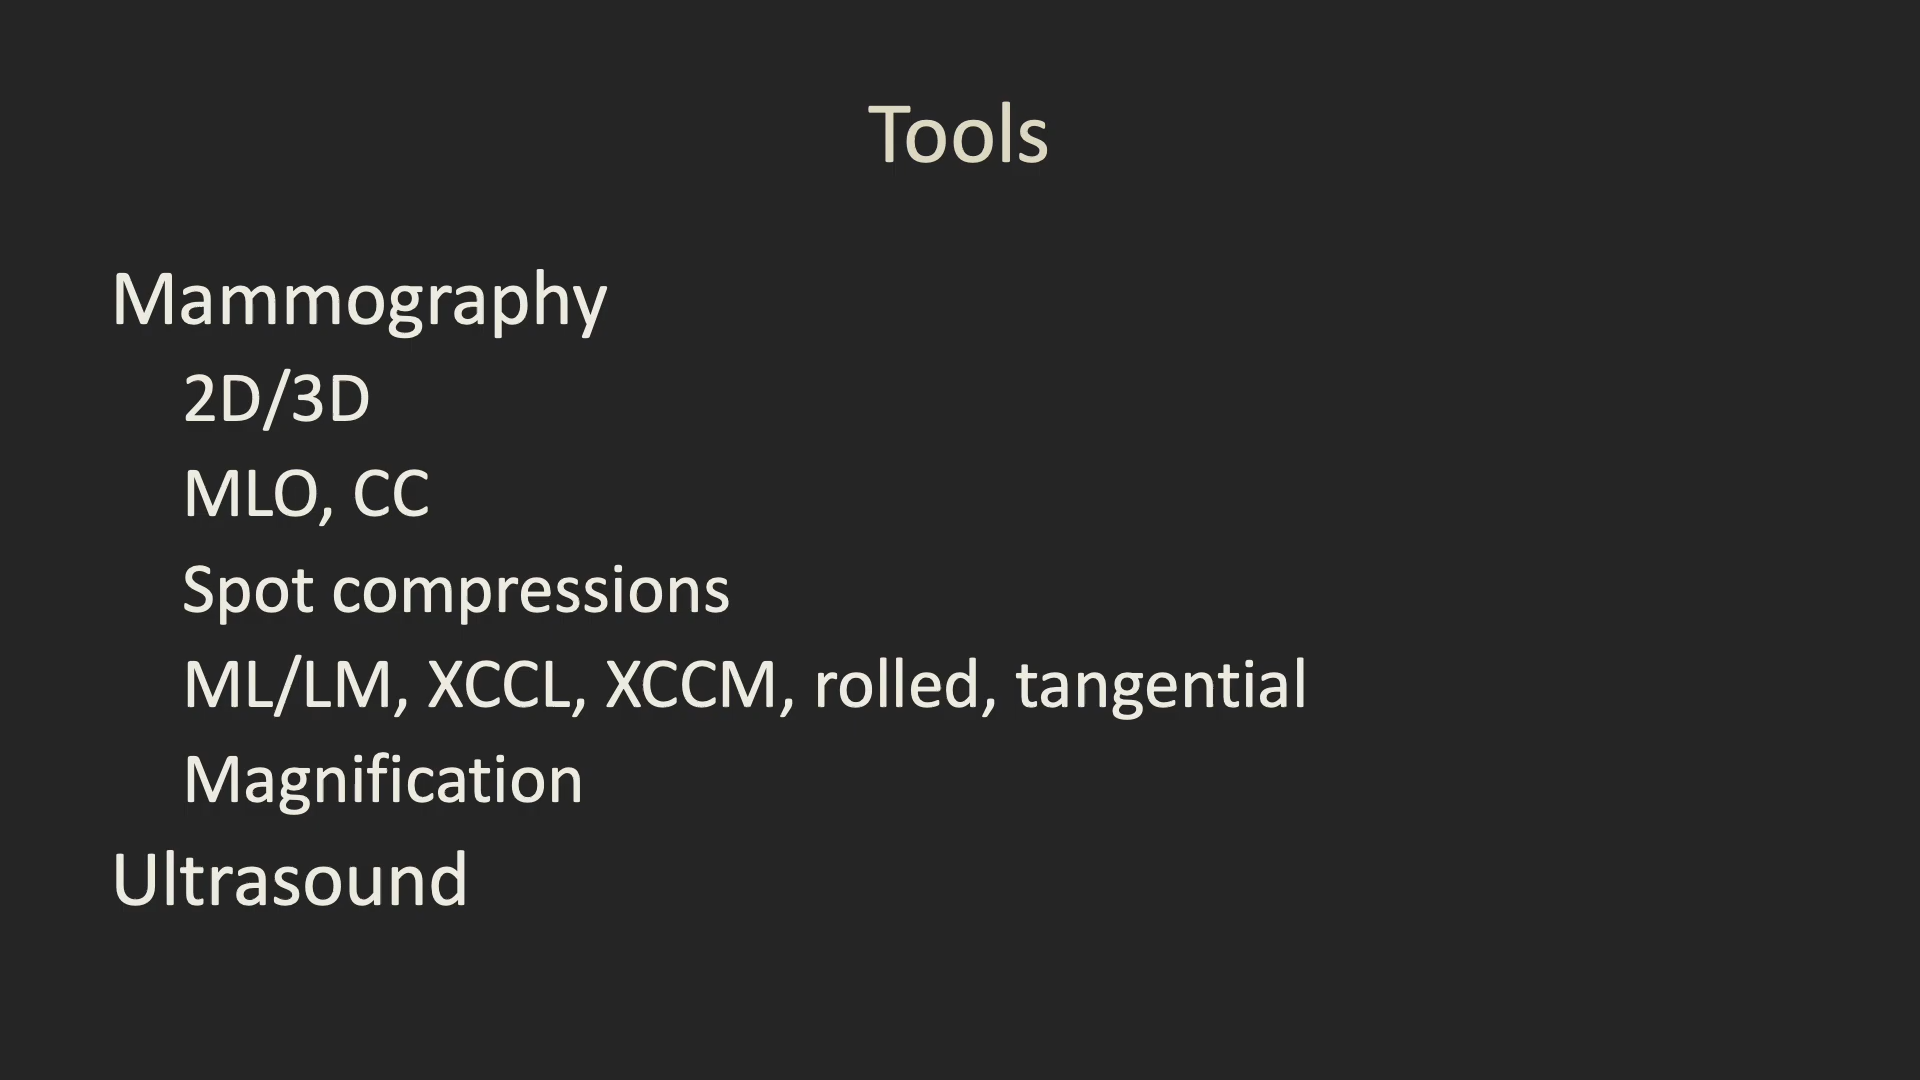 Tools
Mammography
2D/3D
MLO, CC
Spot compressions
ML/LM, XCCL, XCCM, rolled, tangential
Magnification
Ultrasound